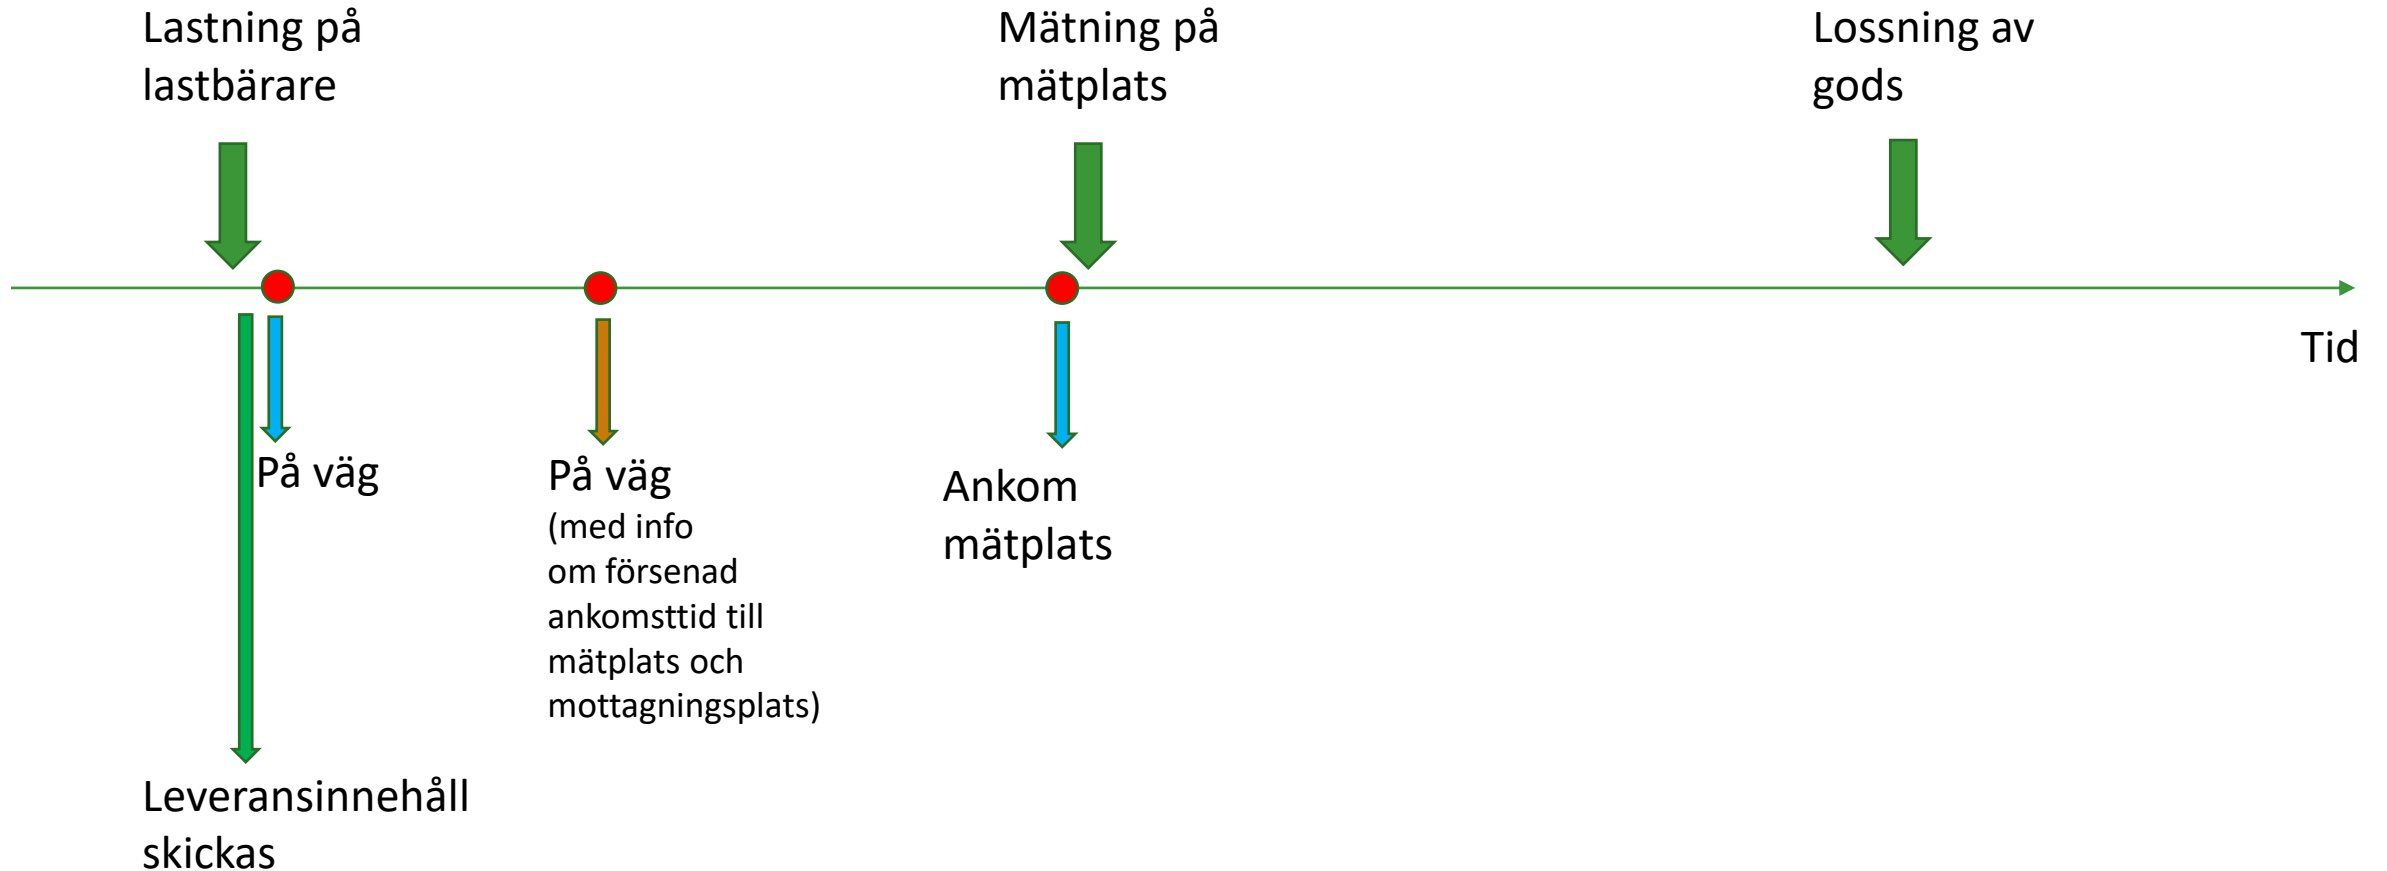 Lastning på
lastbärare
Mätning på
mätplats
Lossning av
gods
Tid
På väg
På väg
(med info
om försenad
ankomsttid till
mätplats och
mottagningsplats)
Ankom
mätplats
Leveransinnehåll
skickas